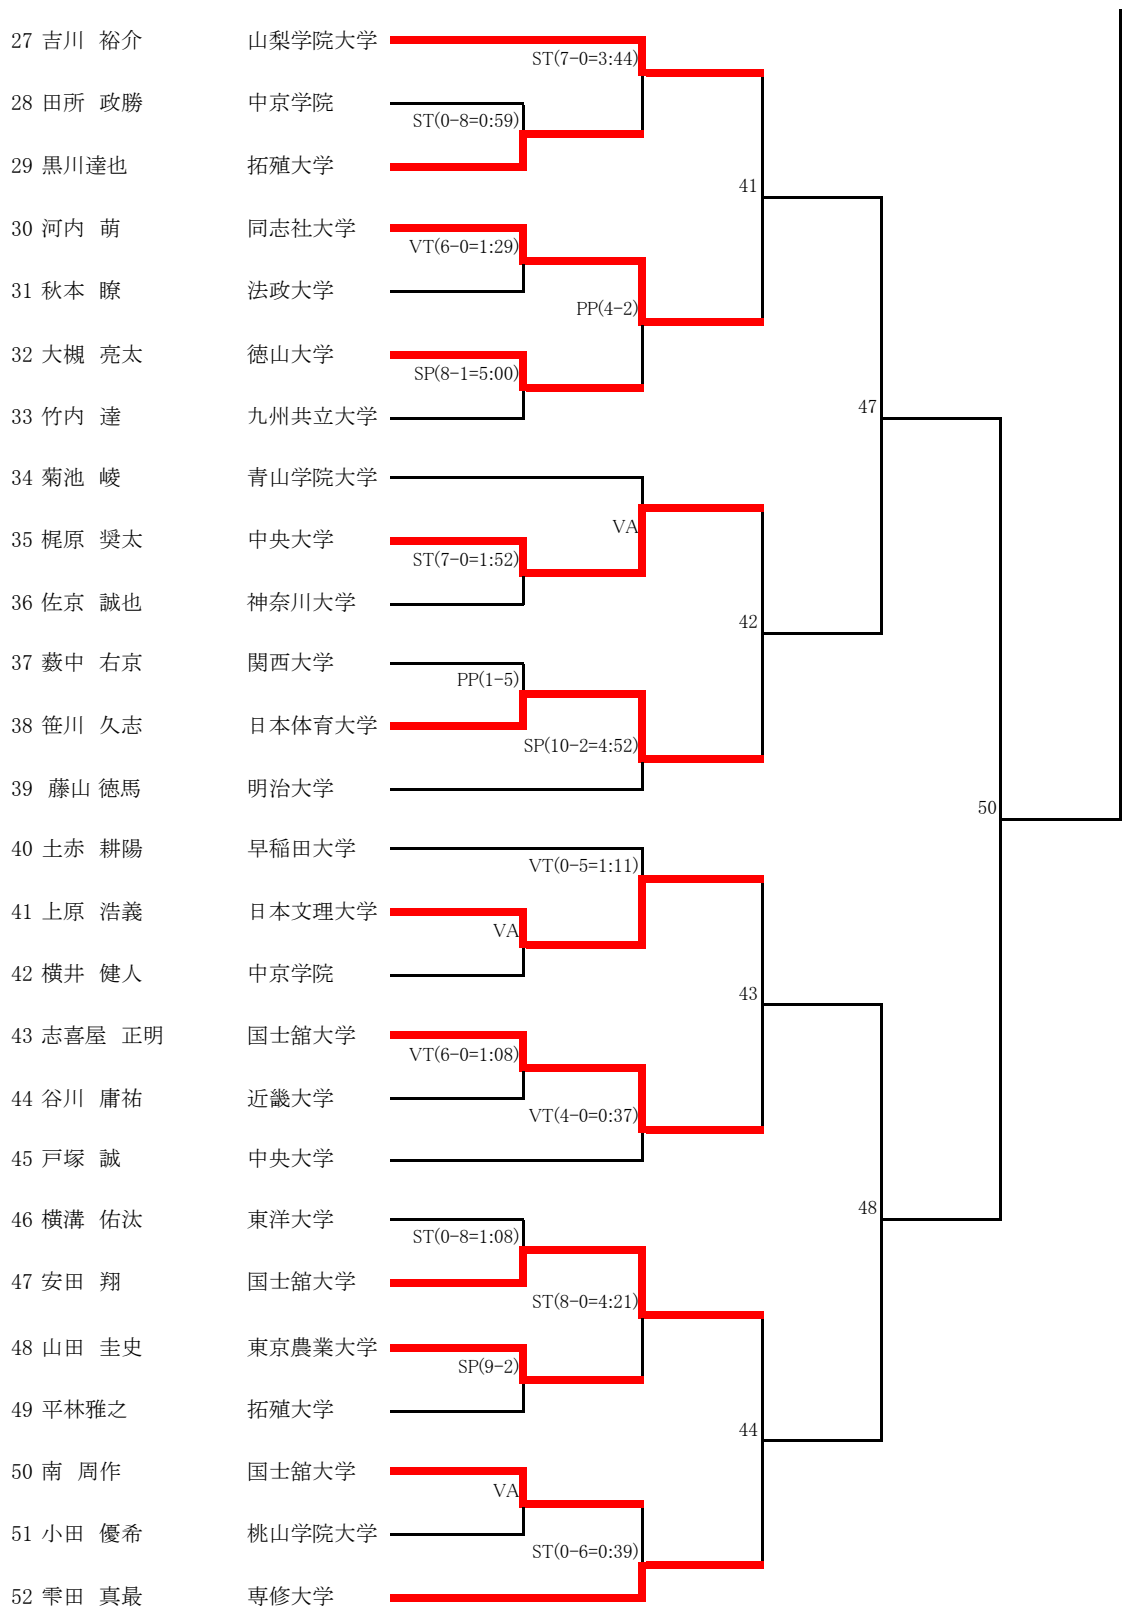 27 吉川 裕介 山梨学院大学
ST(7-0=3:44)
28 田所 政勝 中京学院
ST(0-8=0:59)
29 黒川達也 拓殖大学
41
30 河内 萌 同志社大学
VT(6-0=1:29)
31 秋本 瞭 法政大学
PP(4-2)
32 大槻 亮太 徳山大学
SP(8-1=5:00)
33 竹内 達 九州共立大学
47
34 菊池 崚 青山学院大学
VA
35 梶原 奨太 中央大学
ST(7-0=1:52)
36 佐京 誠也 神奈川大学
42
37 藪中 右京 関西大学
PP(1-5)
38 笹川 久志 日本体育大学
SP(10-2=4:52)
39 藤山 徳馬 明治大学
50
40 土赤 耕陽 早稲田大学
VT(0-5=1:11)
41 上原 浩義 日本文理大学
VA
42 横井 健人 中京学院
43
43 志喜屋 正明 国士舘大学
VT(6-0=1:08)
44 谷川 庸祐 近畿大学
VT(4-0=0:37)
45 戸塚 誠 中央大学
48
46 横溝 佑汰 東洋大学
ST(0-8=1:08)
47 安田 翔 国士舘大学
ST(8-0=4:21)
48 山田 圭史 東京農業大学
SP(9-2)
49 平林雅之 拓殖大学
44
50 南 周作 国士舘大学
VA
51 小田 優希 桃山学院大学
ST(0-6=0:39)
52 雫田 真最 専修大学